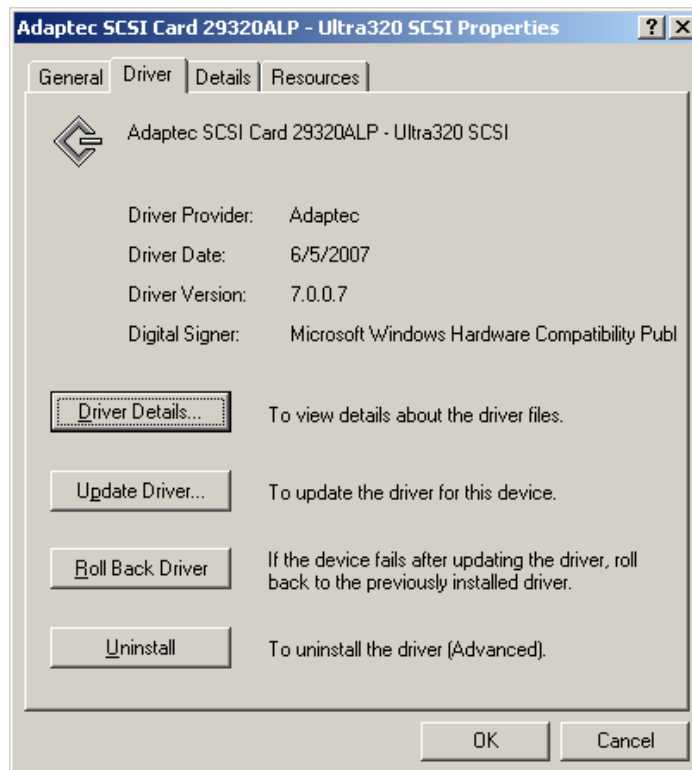 Adaptec SCSI Card 29320ALP - Ultra320 SCSI Properties
General Driver Details Resources
Adaptec SCSI Card 29320ALP - Ultra320 SCSI
Driver Provider: Adaptec
Driver Date: 6/5/2007
Driver Version: 7.0.0.7
Digital Signer: Microsoft Windows Hardware Compatibility Publ
Driver Details... To view details about the driver files.
Update Driver... To update the driver for this device.
Roll Back Driver If the device fails after updating the driver, roll
back to the previously installed driver.
Uninstall To uninstall the driver (Advanced).
OK Cancel